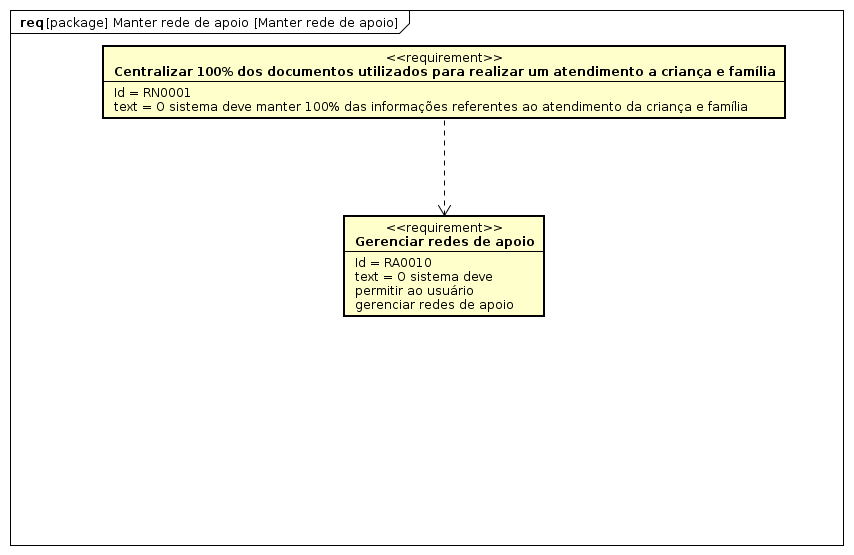 req [package] Manter rede de apoio [Manter rede de apoio]
<<requirement>>
Centralizar 100% dos documentos utilizados para realizar um atendimento a criança e família
Id = RN0001
text = O sistema deve manter 100% das informações referentes ao atendimento da criança e família
<<requirement>>
Gerenciar redes de apoio
Id = RA0010
text = O sistema deve
permitir ao usuário
gerenciar redes de apoio